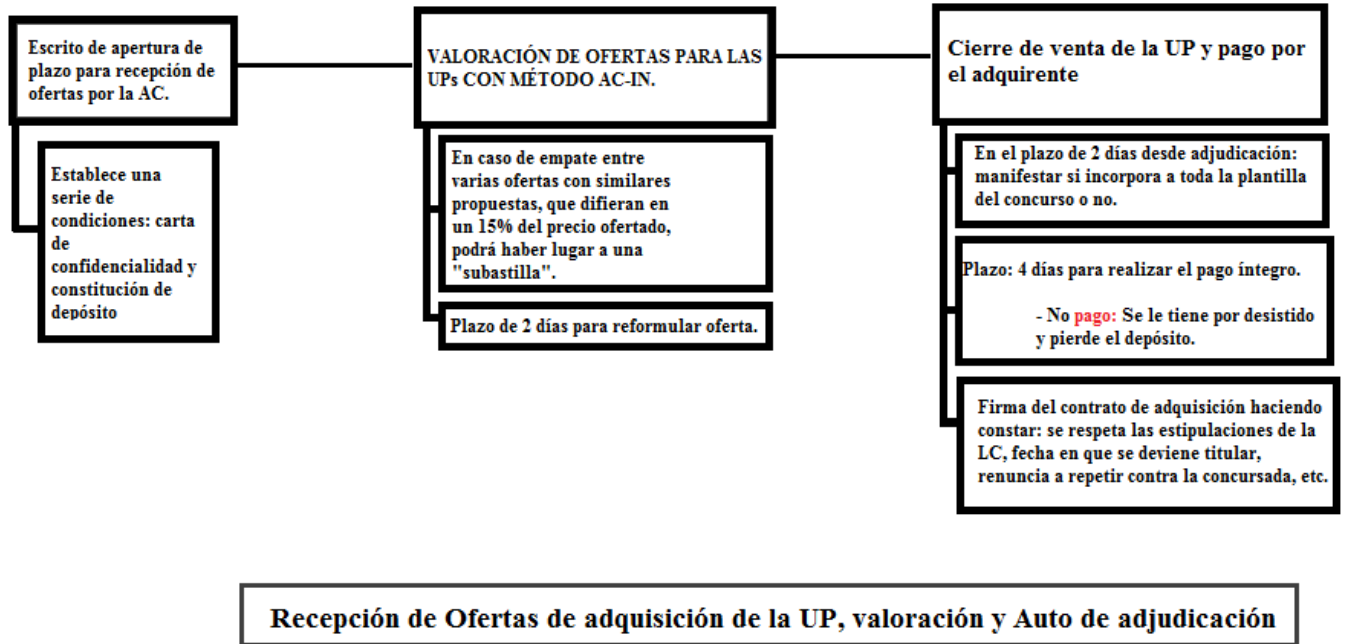 Escrito de apertura de
plazo para recepción de
ofertas por la AC.
Establece una
serie de
condiciones: carta
de
confidencialidad y
constitución de
depósito
VALORACIÓN DE OFERTAS PARA LAS
UPs CON MÉTODO AC-IN.
En caso de empate entre
varias ofertas con similares
propuestas, que difieran en
un 15% del precio ofertado,
podrá haber lugar a una
"subastilla".
Plazo de 2 días para reformular oferta.
Cierre de venta de la UP y pago por
el adquirente
En el plazo de 2 días desde adjudicación:
manifestar si incorpora a toda la plantilla
del concurso o no.
Plazo: 4 días para realizar el pago íntegro.
- No pago: Se le tiene por desistido
y pierde el depósito.
Firma del contrato de adquisición haciendo
constar: se respeta las estipulaciones de la
LC, fecha en que se deviene titular,
renuncia a repetir contra la concursada, etc.
Recepción de Ofertas de adquisición de la UP, valoración y Auto de adjudicación